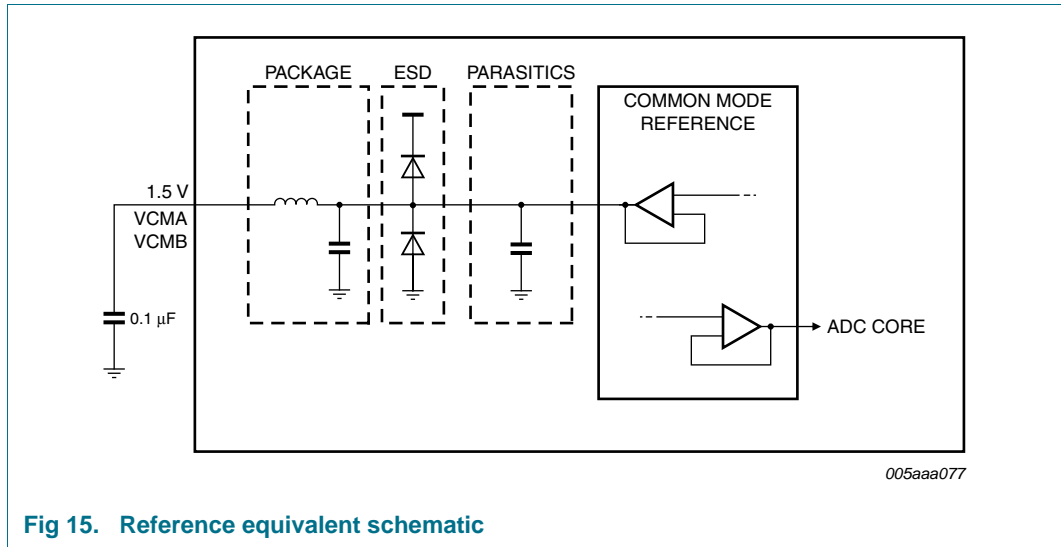 PACKAGE ESD PARASITICS
COMMON MODE
REFERENCE
1.5 V
VCMA
VCMB
0.1 μF
ADC CORE
005aaa077
Fig 15. Reference equivalent schematic